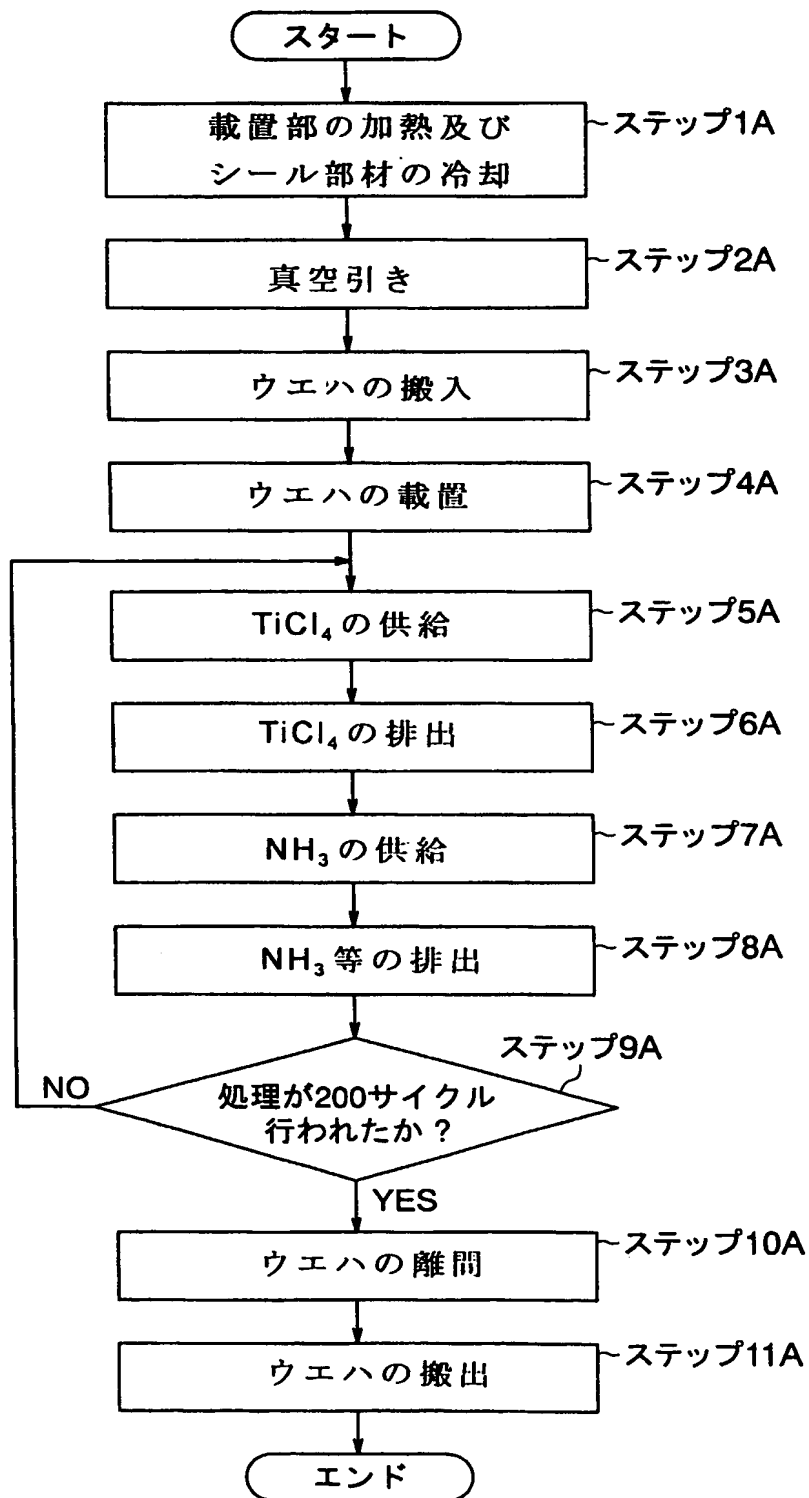 スタート
載置部の加熱及び
シール部材の冷却
ステップ1A
真空引き
ステップ2A
ウエハの搬入
ステップ3A
ウエハの載置
ステップ4A
TiCl₄の供給
ステップ5A
TiCl₄の排出
ステップ6A
NH₃の供給
ステップ7A
NH₃等の排出
ステップ8A
ステップ9A
処理が200サイクル
行われたか？
NO
YES
ウエハの離間
ステップ10A
ウエハの搬出
ステップ11A
エンド